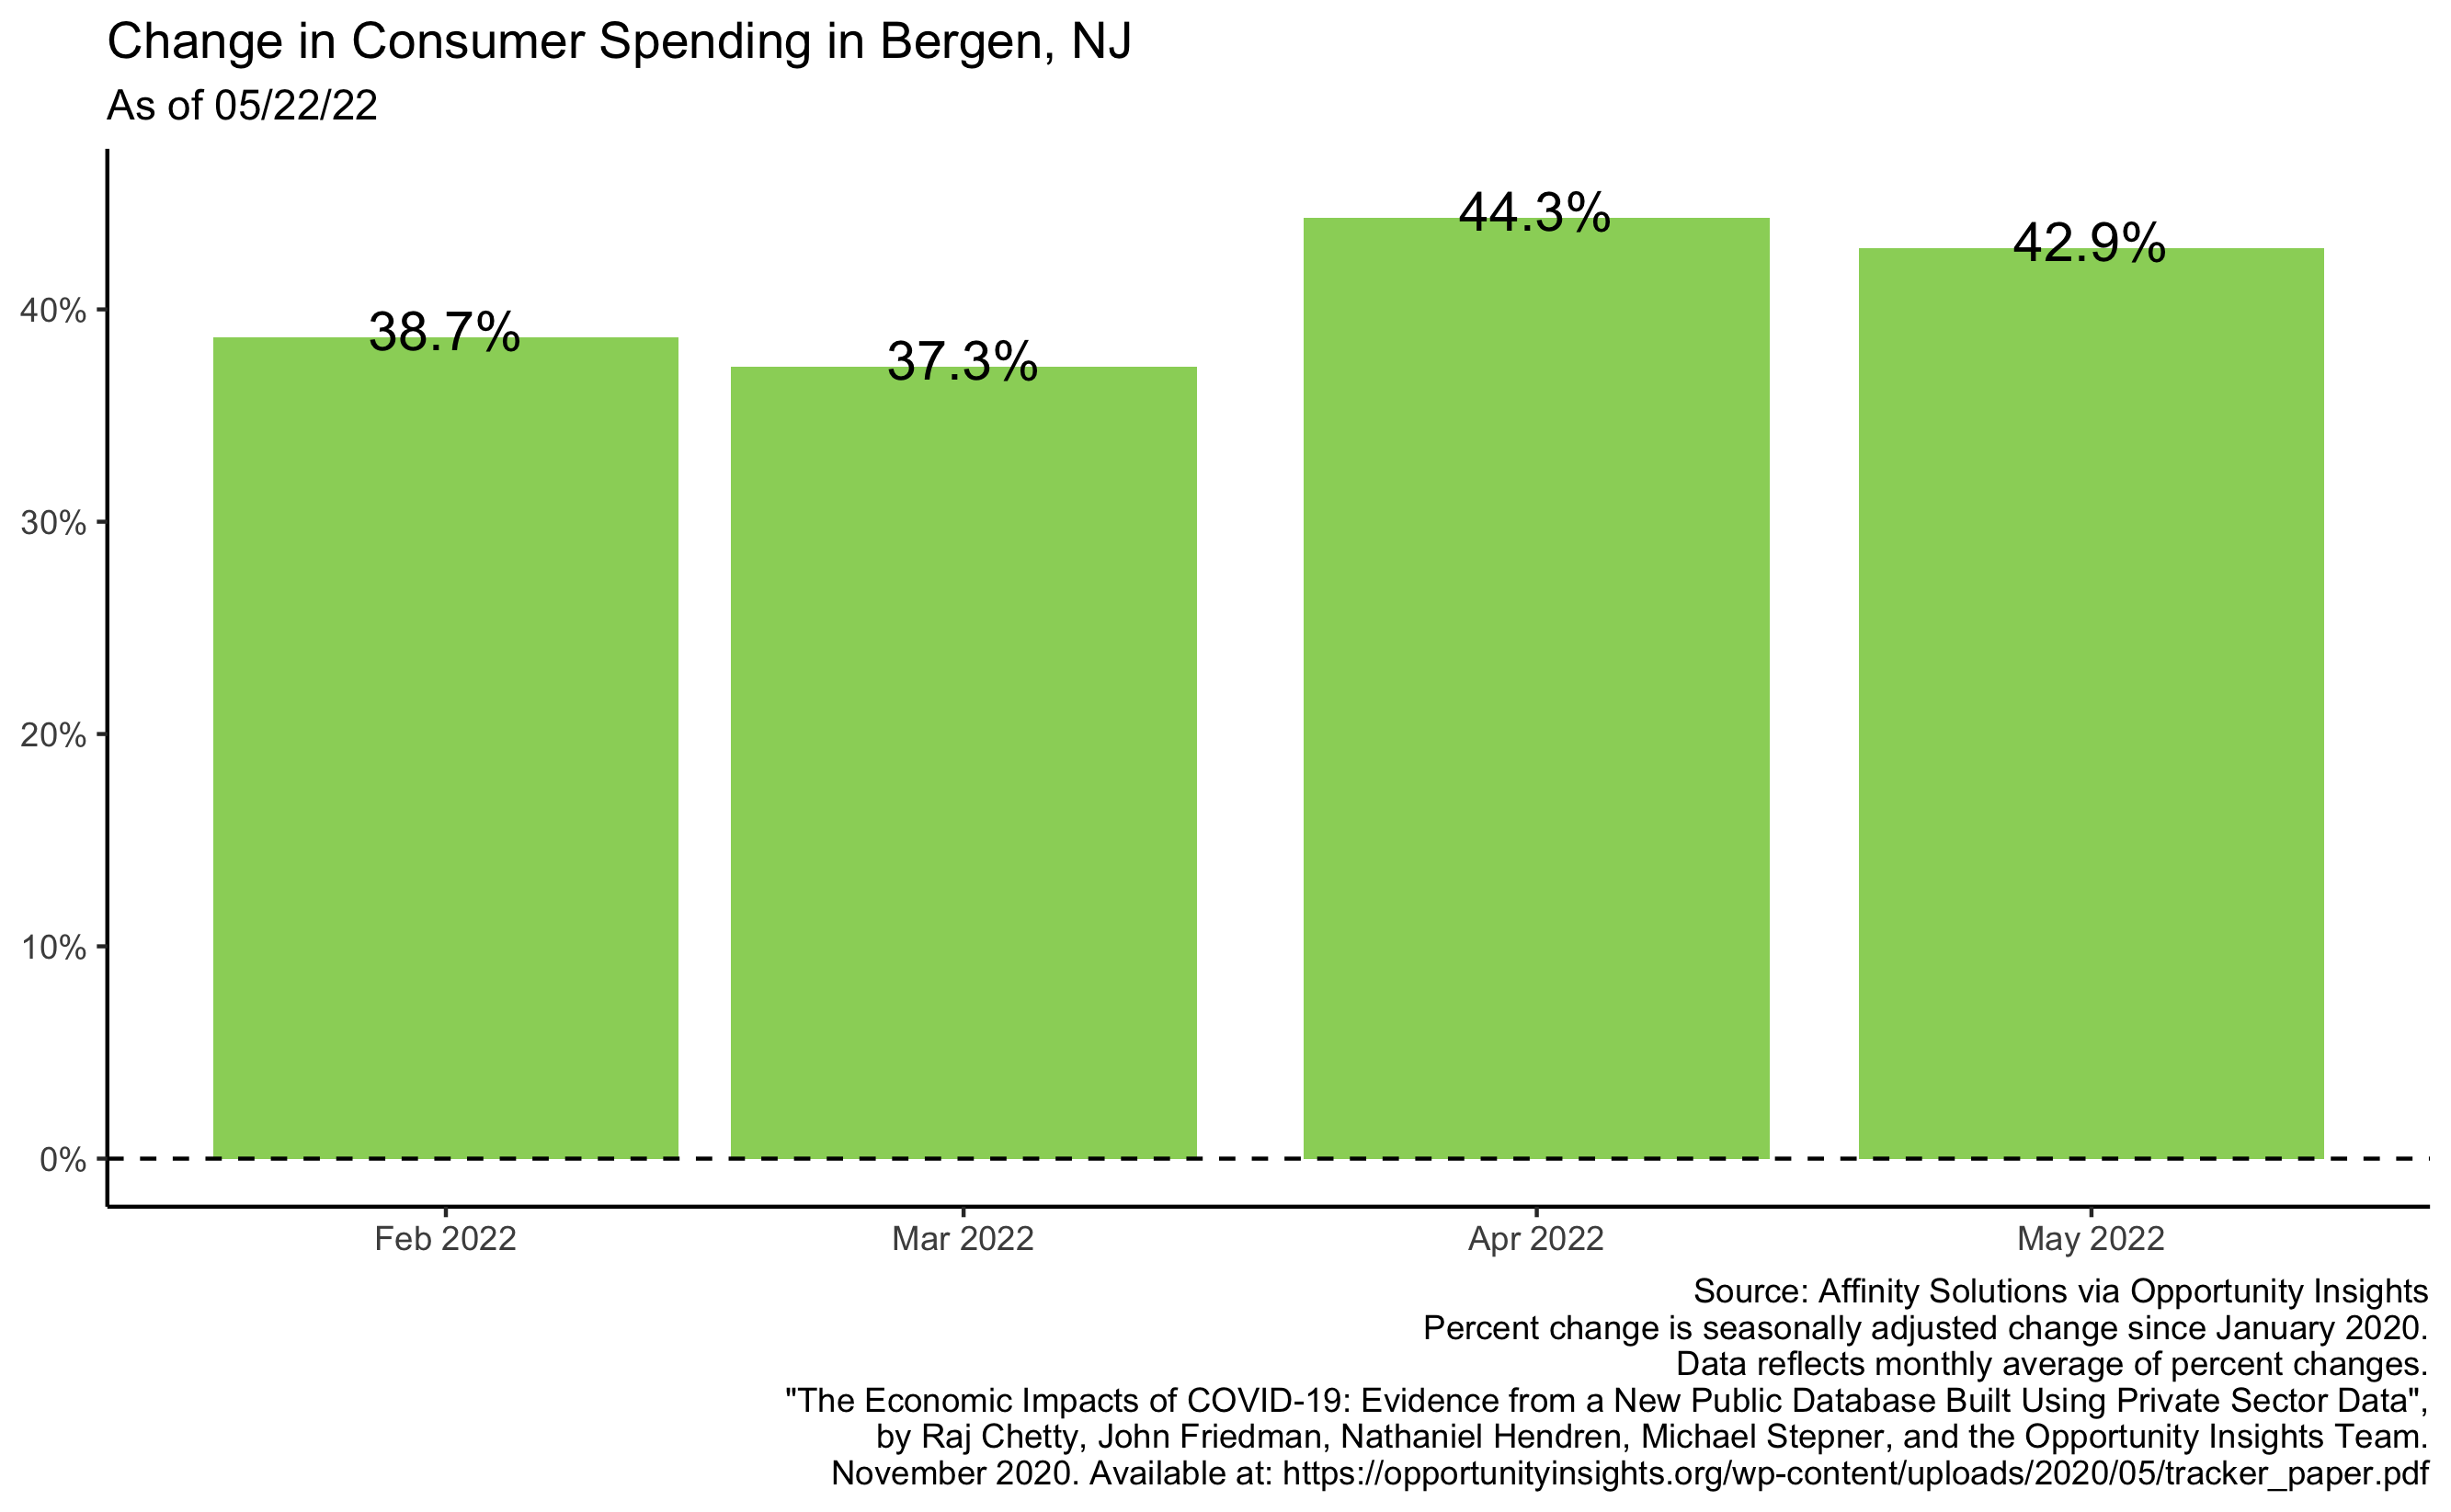 Change in Consumer Spending in Bergen, NJ
As of 05/22/22
44.3%
42.9%
38.7%
37.3%
40%
30%
20%
10%
0%
Feb 2022
Mar 2022
Apr 2022
May 2022
Source: Affinity Solutions via Opportunity Insights
Percent change is seasonally adjusted change since January 2020.
Data reflects monthly average of percent changes.
"The Economic Impacts of COVID-19: Evidence from a New Public Database Built Using Private Sector Data",
by Raj Chetty, John Friedman, Nathaniel Hendren, Michael Stepner, and the Opportunity Insights Team.
November 2020. Available at: https://opportunityinsights.org/wp-content/uploads/2020/05/tracker_paper.pdf